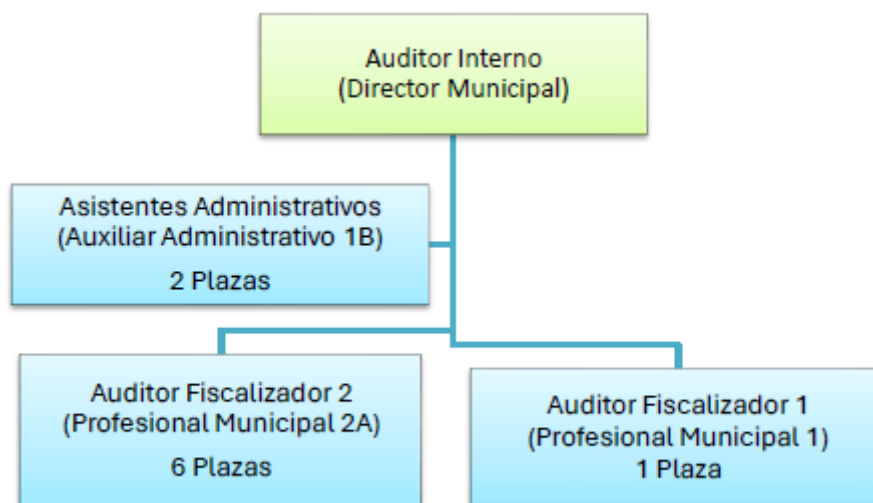 Auditor Interno
(Director Municipal)
Asistentes Administrativos
(Auxiliar Administrativo 1B)
2 Plazas
Auditor Fiscalizador 2
(Profesional Municipal 2A)
6 Plazas
Auditor Fiscalizador 1
(Profesional Municipal 1)
1 Plaza